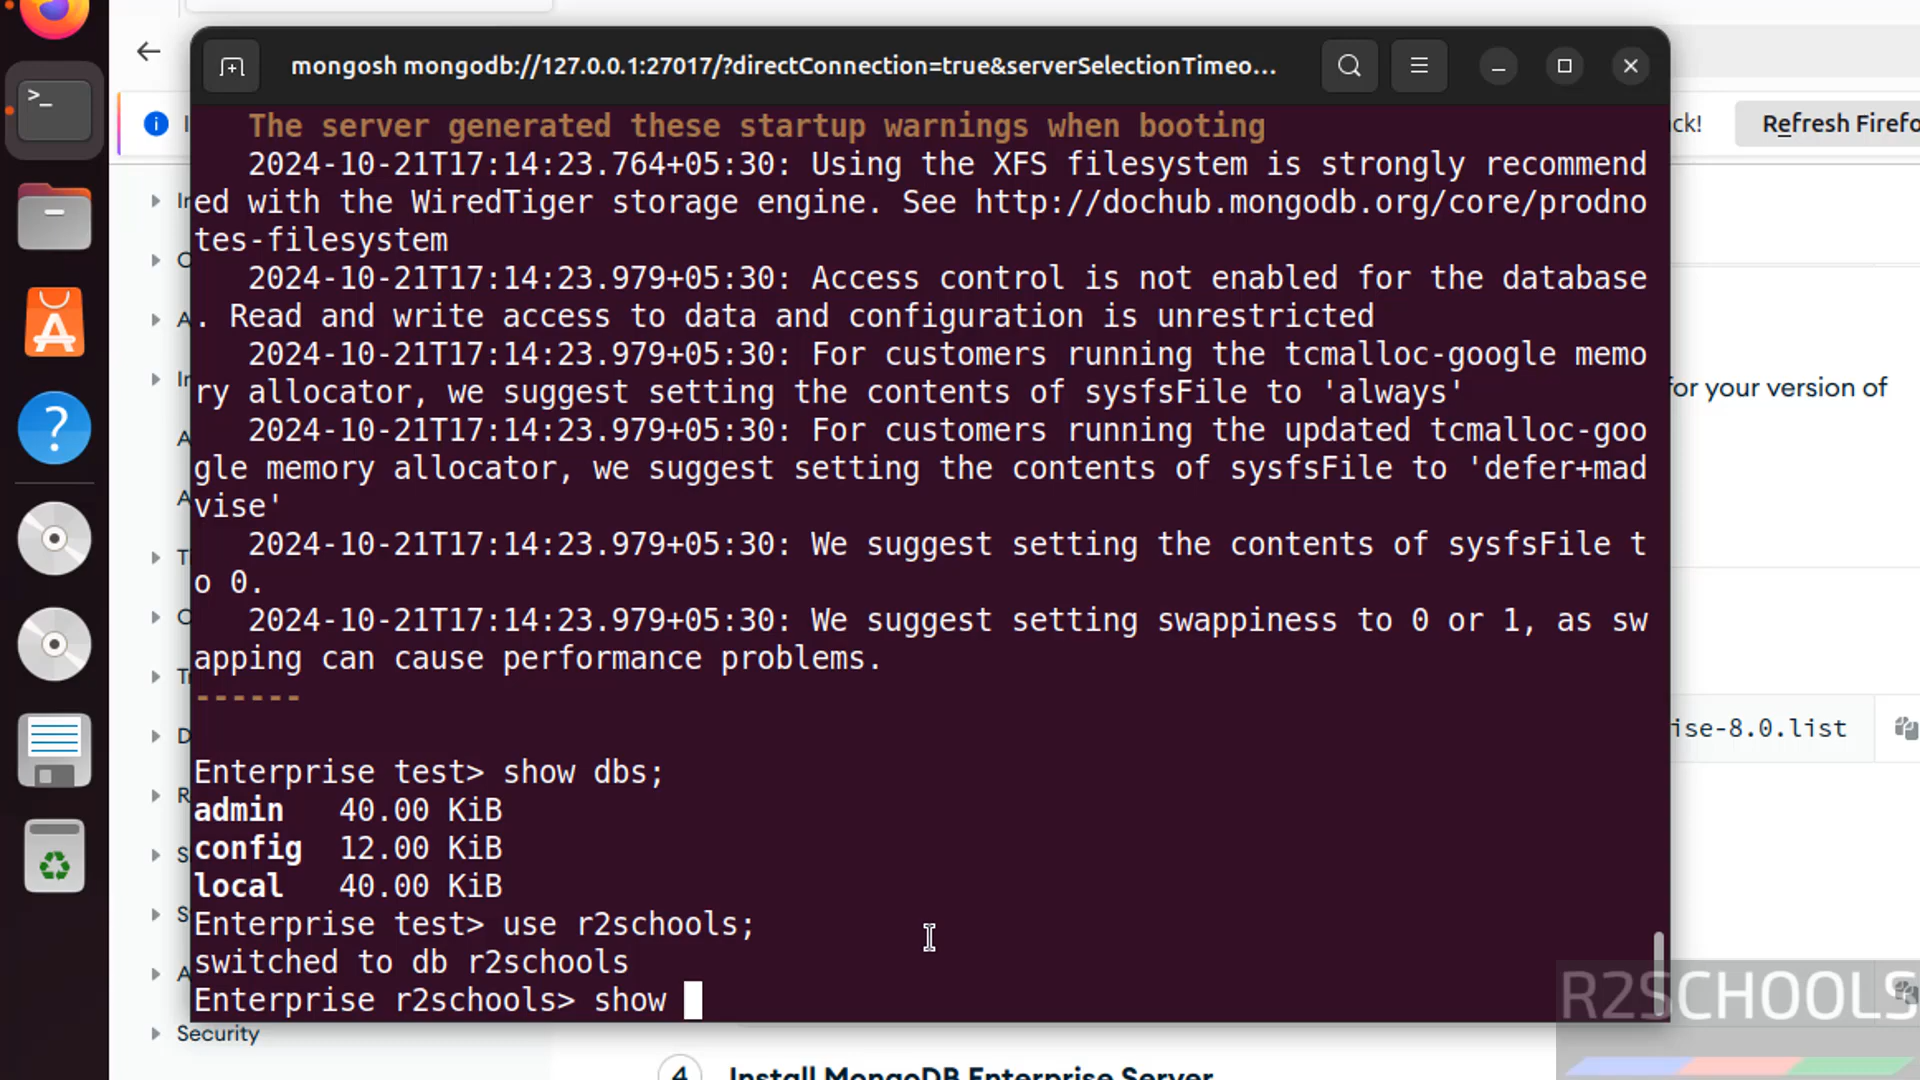 mongosh mongodb://127.0.0.1:27017/?directConnection=true&serverSelectionTimeo...
ck!
Refresh Firefo
The server generated these startup warnings when booting
2024-10-21T17:14:23.764+05:30: Using the XFS filesystem is strongly recommend
ed with the WiredTiger storage engine. See http://dochub.mongodb.org/core/prodno
tes-filesystem
2024-10-21T17:14:23.979+05:30: Access control is not enabled for the database
. Read and write access to data and configuration is unrestricted
2024-10-21T17:14:23.979+05:30: For customers running the tcmalloc-google memo
ry allocator, we suggest setting the contents of sysfsFile to 'always'
for your version of
2024-10-21T17:14:23.979+05:30: For customers running the updated tcmalloc-goo
gle memory allocator, we suggest setting the contents of sysfsFile to 'defer+mad
vise'
2024-10-21T17:14:23.979+05:30: We suggest setting the contents of sysfsFile t
o 0.
2024-10-21T17:14:23.979+05:30: We suggest setting swappiness to 0 or 1, as sw
apping can cause performance problems.
------
ise-8.0.list
Enterprise test> show dbs;
admin 40.00 KiB
config 12.00 KiB
local 40.00 KiB
Enterprise test> use r2schools;
switched to db r2schools
Enterprise r2schools> show
R2SCHOOLS
Security
4 Install MongoDB Enterprise Server